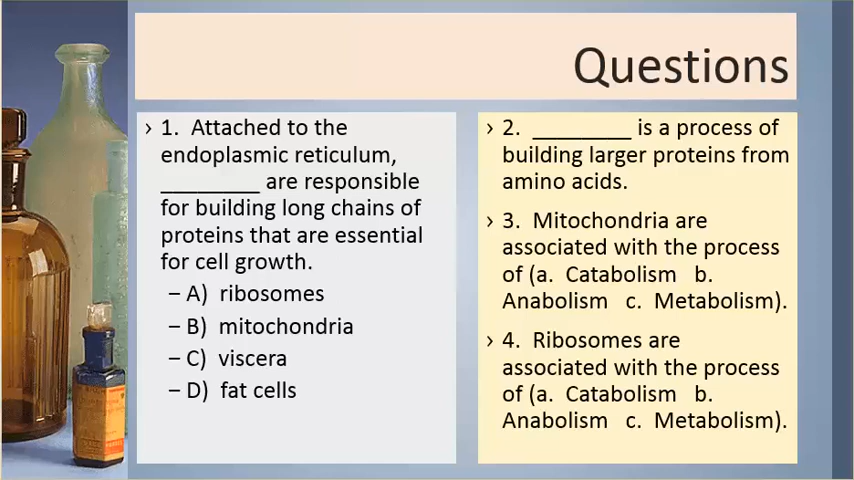 Questions
› 1. Attached to the
endoplasmic reticulum,
_________ are responsible
for building long chains of
proteins that are essential
for cell growth.
– A) ribosomes
– B) mitochondria
– C) viscera
– D) fat cells
› 2. _________ is a process of
building larger proteins from
amino acids.
› 3. Mitochondria are
associated with the process
of (a. Catabolism b.
Anabolism c. Metabolism).
› 4. Ribosomes are
associated with the process
of (a. Catabolism b.
Anabolism c. Metabolism).